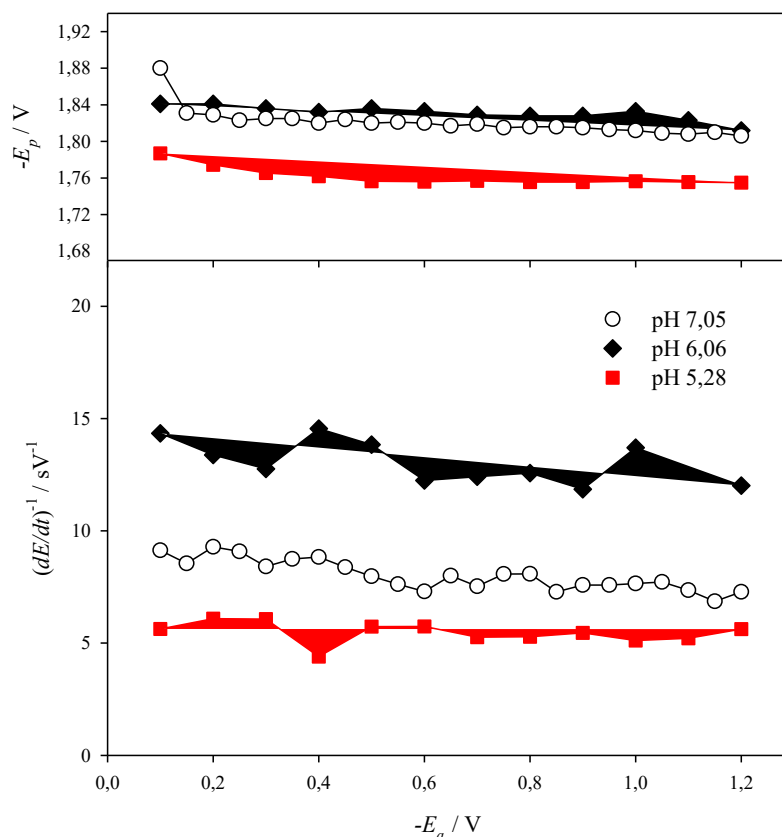 1,92
1,88
1,84
1,80
1,76
1,72
1,68
-E_p / V
20
15
10
5
0
(dE/dt)^-1 / sV^-1
pH 7,05
pH 6,06
pH 5,28
0,0 0,2 0,4 0,6 0,8 1,0 1,2
-E_a / V